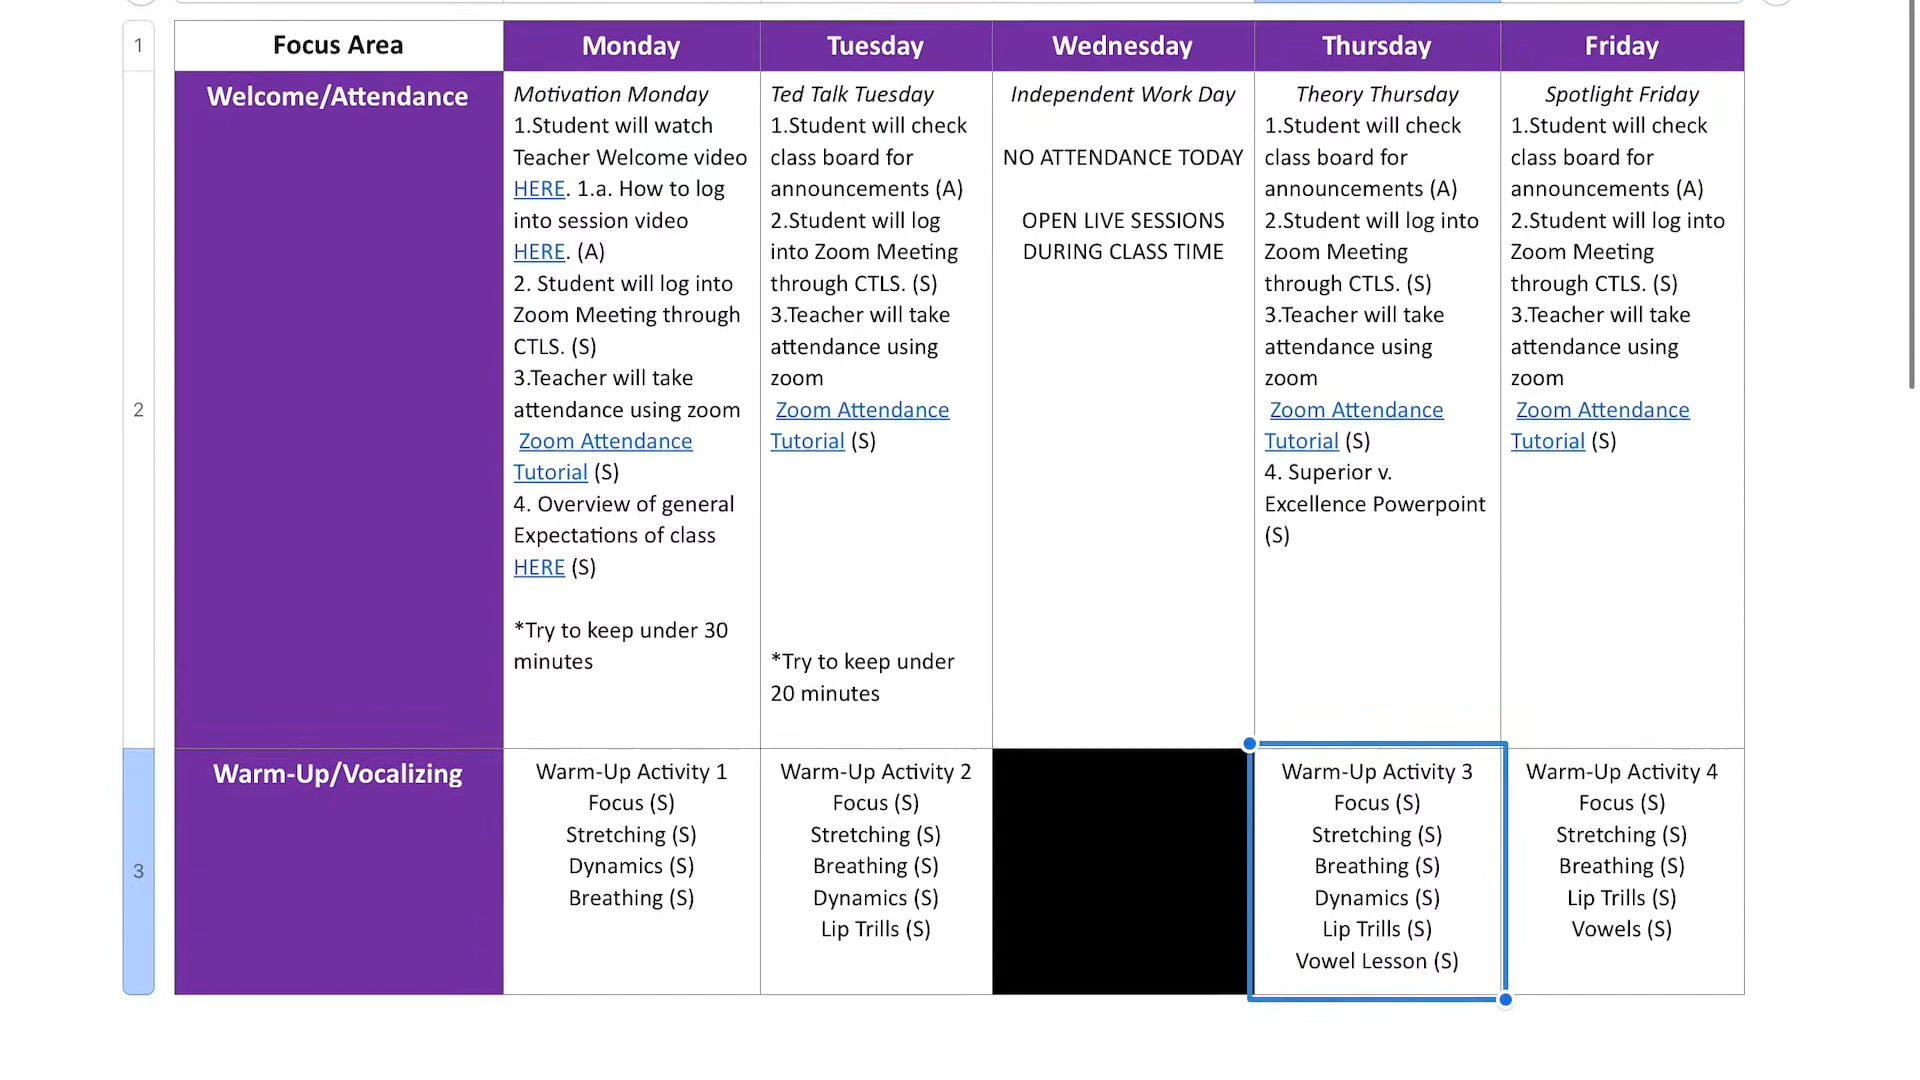 1
Focus Area
Monday
Tuesday
Wednesday
Thursday
Friday
2
Welcome/Attendance
Motivation Monday
1.Student will watch
Teacher Welcome video
HERE. 1.a. How to log
into session video
HERE. (A)
2. Student will log into
Zoom Meeting through
CTLS. (S)
3.Teacher will take
attendance using zoom
Zoom Attendance
Tutorial (S)
4. Overview of general
Expectations of class
HERE (S)
*Try to keep under 30
minutes
Ted Talk Tuesday
1.Student will check
class board for
announcements (A)
2.Student will log
into Zoom Meeting
through CTLS. (S)
3.Teacher will take
attendance using
zoom
Zoom Attendance
Tutorial (S)
*Try to keep under
20 minutes
Independent Work Day
NO ATTENDANCE TODAY
OPEN LIVE SESSIONS
DURING CLASS TIME
Theory Thursday
1.Student will check
class board for
announcements (A)
2.Student will log into
Zoom Meeting
through CTLS. (S)
3.Teacher will take
attendance using
zoom
Zoom Attendance
Tutorial (S)
4. Superior v.
Excellence Powerpoint
(S)
Spotlight Friday
1.Student will check
class board for
announcements (A)
2.Student will log into
Zoom Meeting
through CTLS. (S)
3.Teacher will take
attendance using
zoom
Zoom Attendance
Tutorial (S)
3
Warm-Up/Vocalizing
Warm-Up Activity 1
Focus (S)
Stretching (S)
Dynamics (S)
Breathing (S)
Warm-Up Activity 2
Focus (S)
Stretching (S)
Breathing (S)
Dynamics (S)
Lip Trills (S)
Warm-Up Activity 3
Focus (S)
Stretching (S)
Breathing (S)
Dynamics (S)
Lip Trills (S)
Vowel Lesson (S)
Warm-Up Activity 4
Focus (S)
Stretching (S)
Breathing (S)
Lip Trills (S)
Vowels (S)